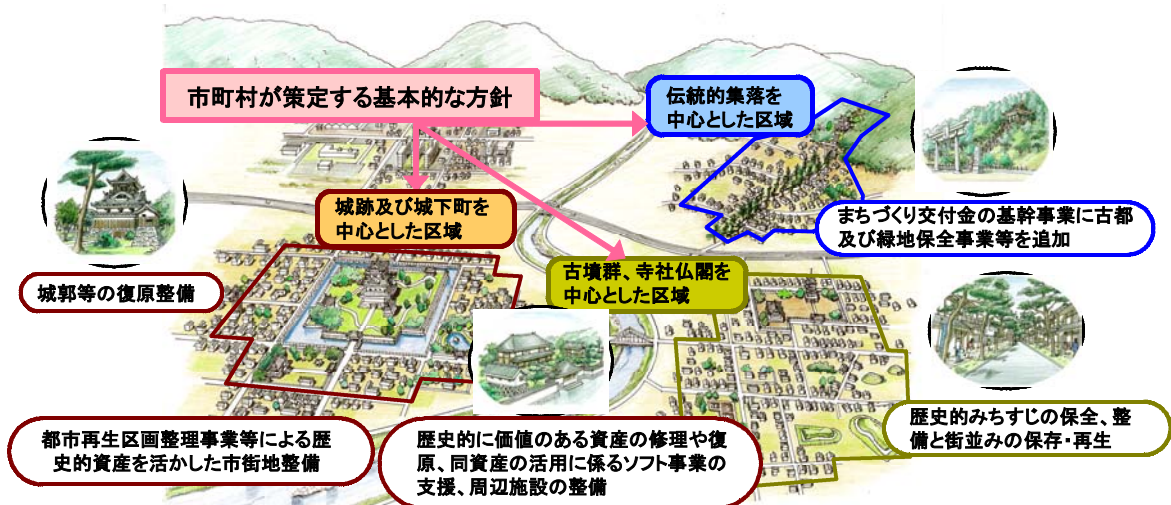 市町村が策定する基本的な方針
伝統的集落を
中心とした区域
城跡及び城下町を
中心とした区域
まちづくり交付金の基幹事業に古都
及び緑地保全事業等を追加
古墳群、寺社仏閣を
中心とした区域
城郭等の復原整備
歴史的みちすじの保全、整
備と街並みの保存・再生
都市再生区画整理事業等による歴
史的資産を活かした市街地整備
歴史的に価値のある資産の修理や復
原、同資産の活用に係るソフト事業の
支援、周辺施設の整備